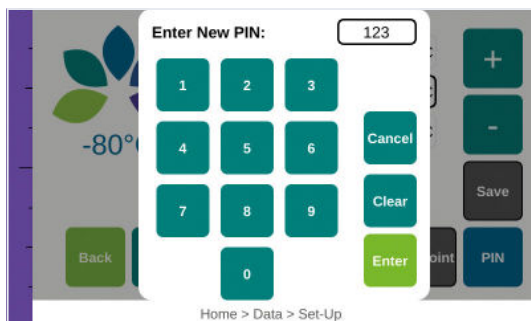 Enter New PIN: 123
1 2 3
+
-80°
4 5 6
Cancel
-
7 8 9
Clear
Save
Back
0
Enter
oint
PIN
Home > Data > Set-Up